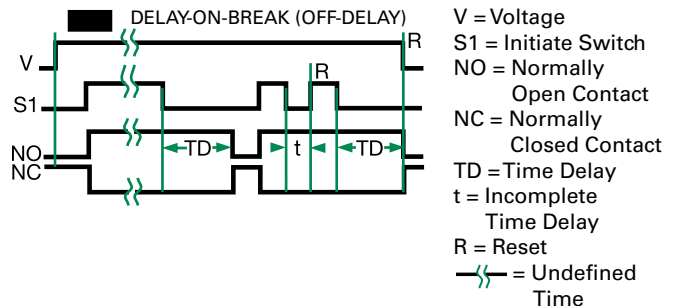 DELAY-ON-BREAK (OFF-DELAY)
R
V
R
S1
NO
TD
t
TD
NC
V = Voltage
S1 = Initiate Switch
NO = Normally
Open Contact
NC = Normally
Closed Contact
TD = Time Delay
t = Incomplete
Time Delay
R = Reset
= Undefined
Time